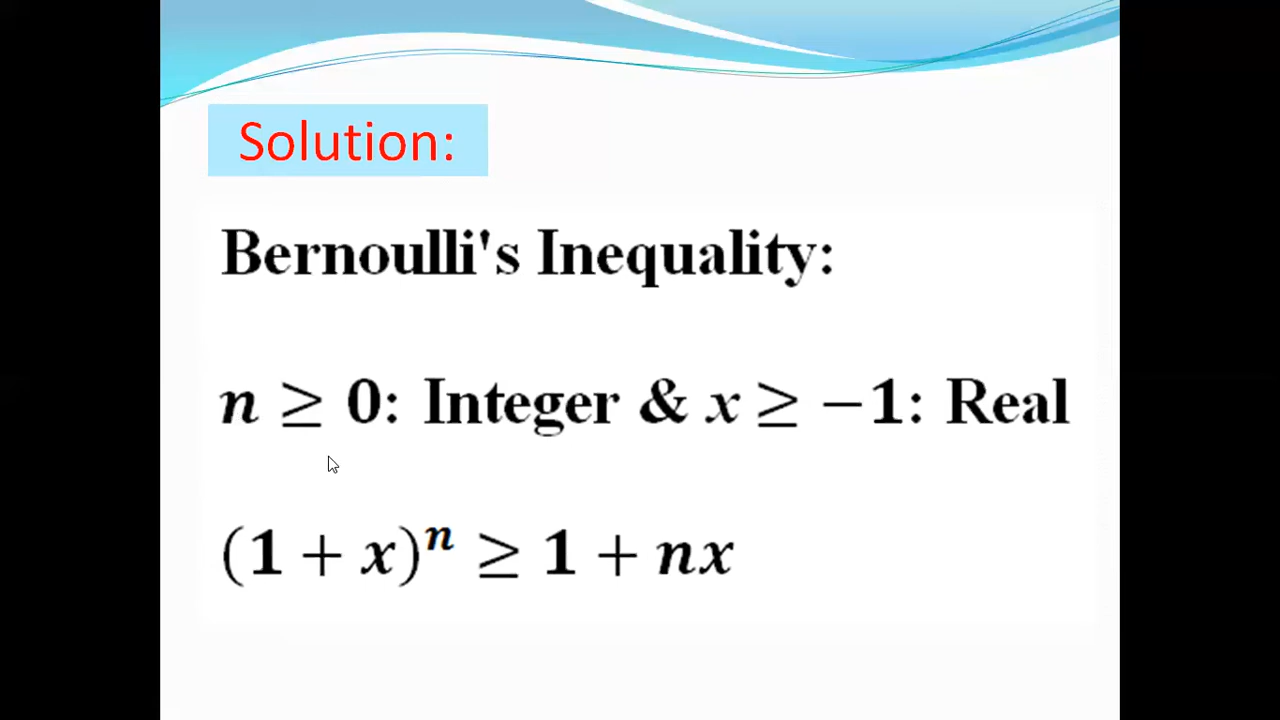 Solution:
Bernoulli's Inequality:
n ≥ 0: Integer & x ≥ −1: Real
(1 + x)ⁿ ≥ 1 + nx